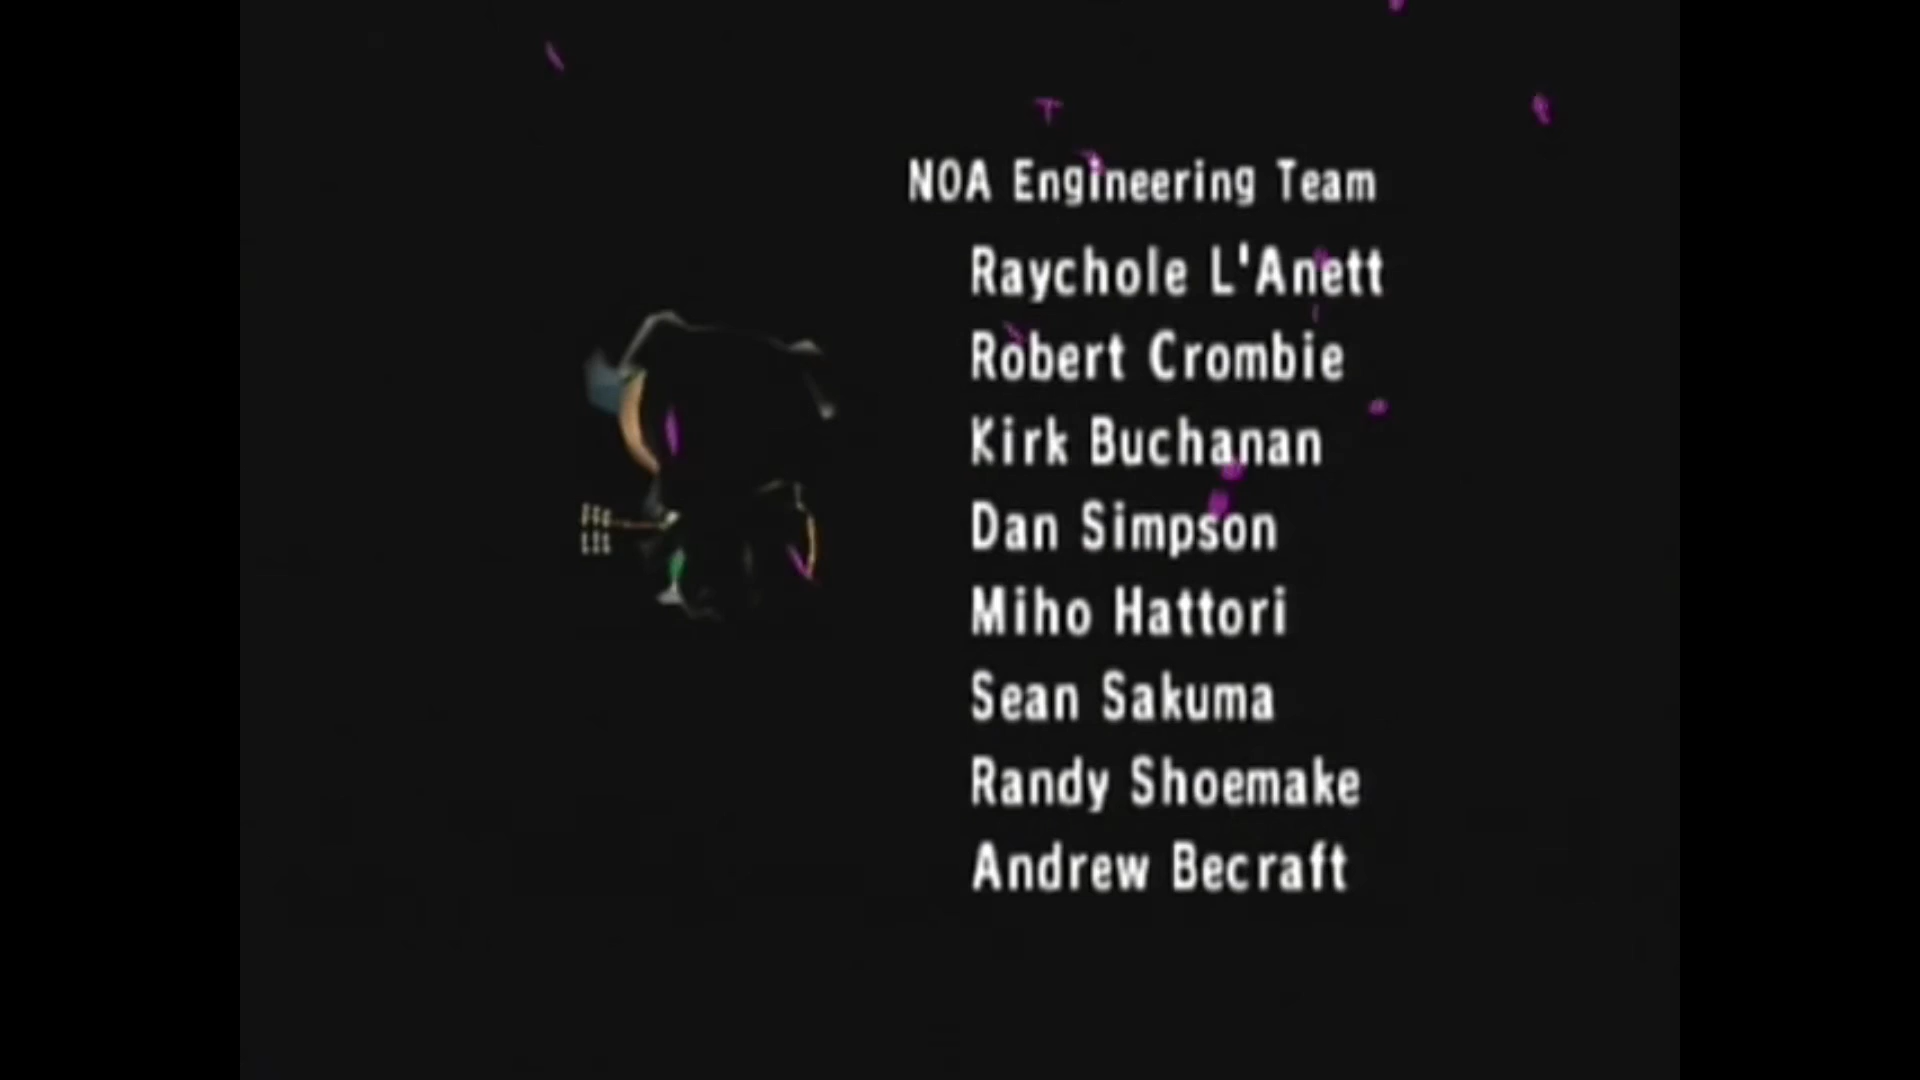 NOA Engineering Team
Raychole L'Anett
Robert Crombie
Kirk Buchanan
Dan Simpson
Miho Hattori
Sean Sakuma
Randy Shoemake
Andrew Becraft